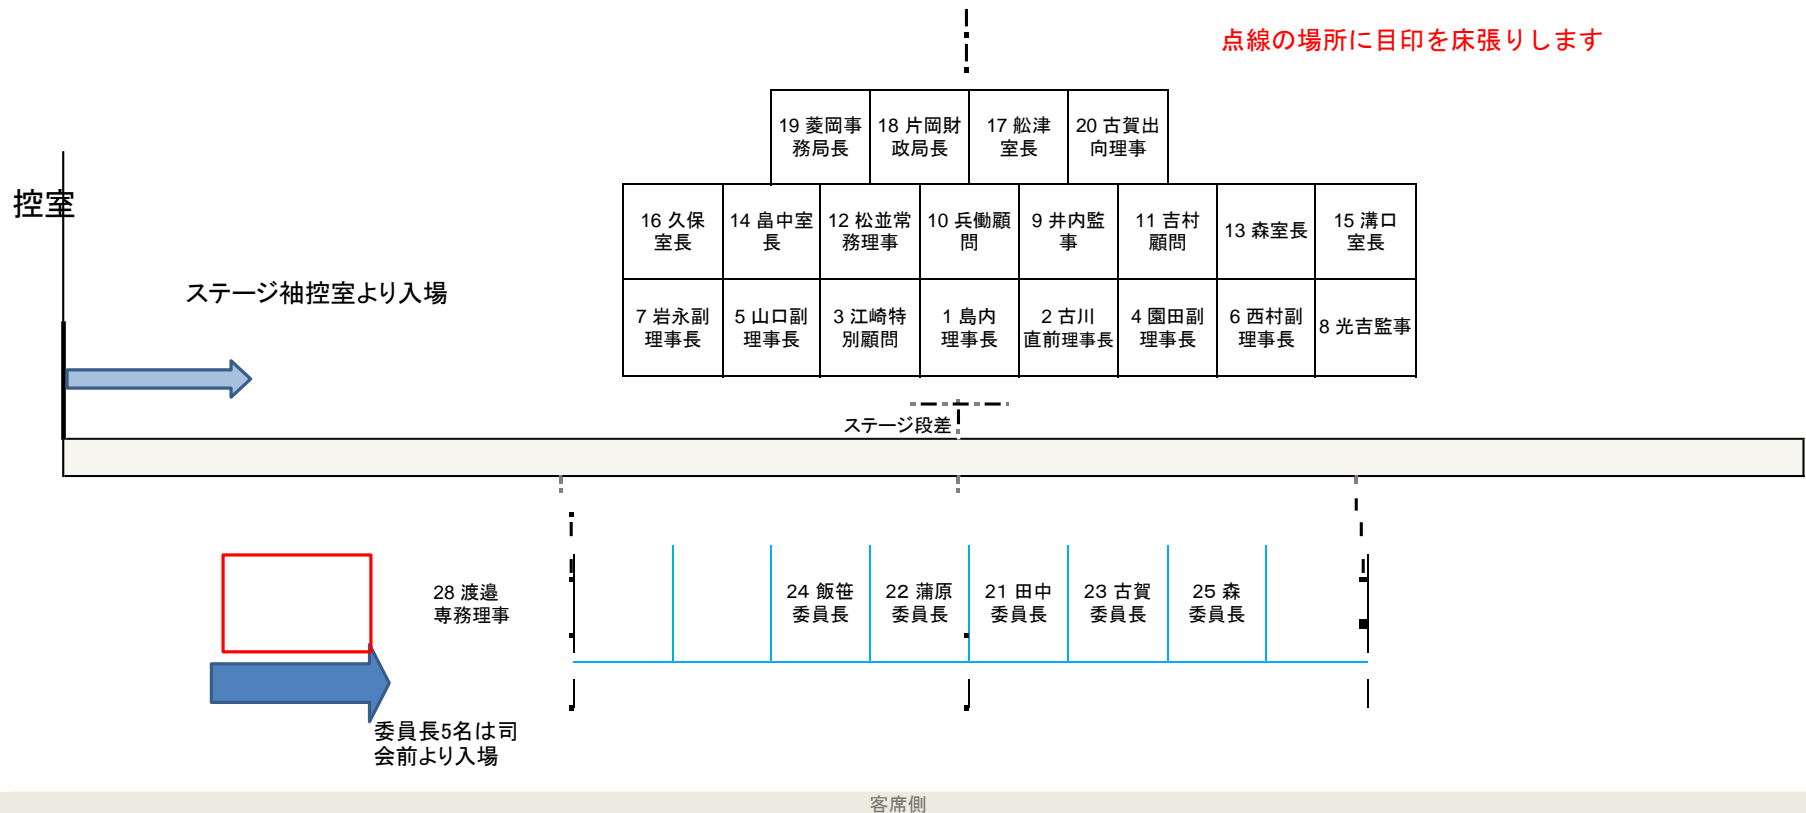 点線の場所に目印を床張りします
19 菱岡事
務局長
18 片岡財
政局長
17 舩津
室長
20 古賀出
向理事
控室
16 久保
室長
14 畠中室
長
12 松並常
務理事
10 兵働顧
問
9 井内監
事
11 吉村
顧問
13 森室長
15 溝口
室長
ステージ袖控室より入場
7 岩永副
理事長
5 山口副
理事長
3 江崎特
別顧問
1 島内
理事長
2 古川
直前理事長
4 園田副
理事長
6 西村副
理事長
8 光吉監事
ステージ段差
28 渡邉
専務理事
24 飯笹
委員長
22 蒲原
委員長
21 田中
委員長
23 古賀
委員長
25 森
委員長
委員長5名は司
会前より入場
客席側